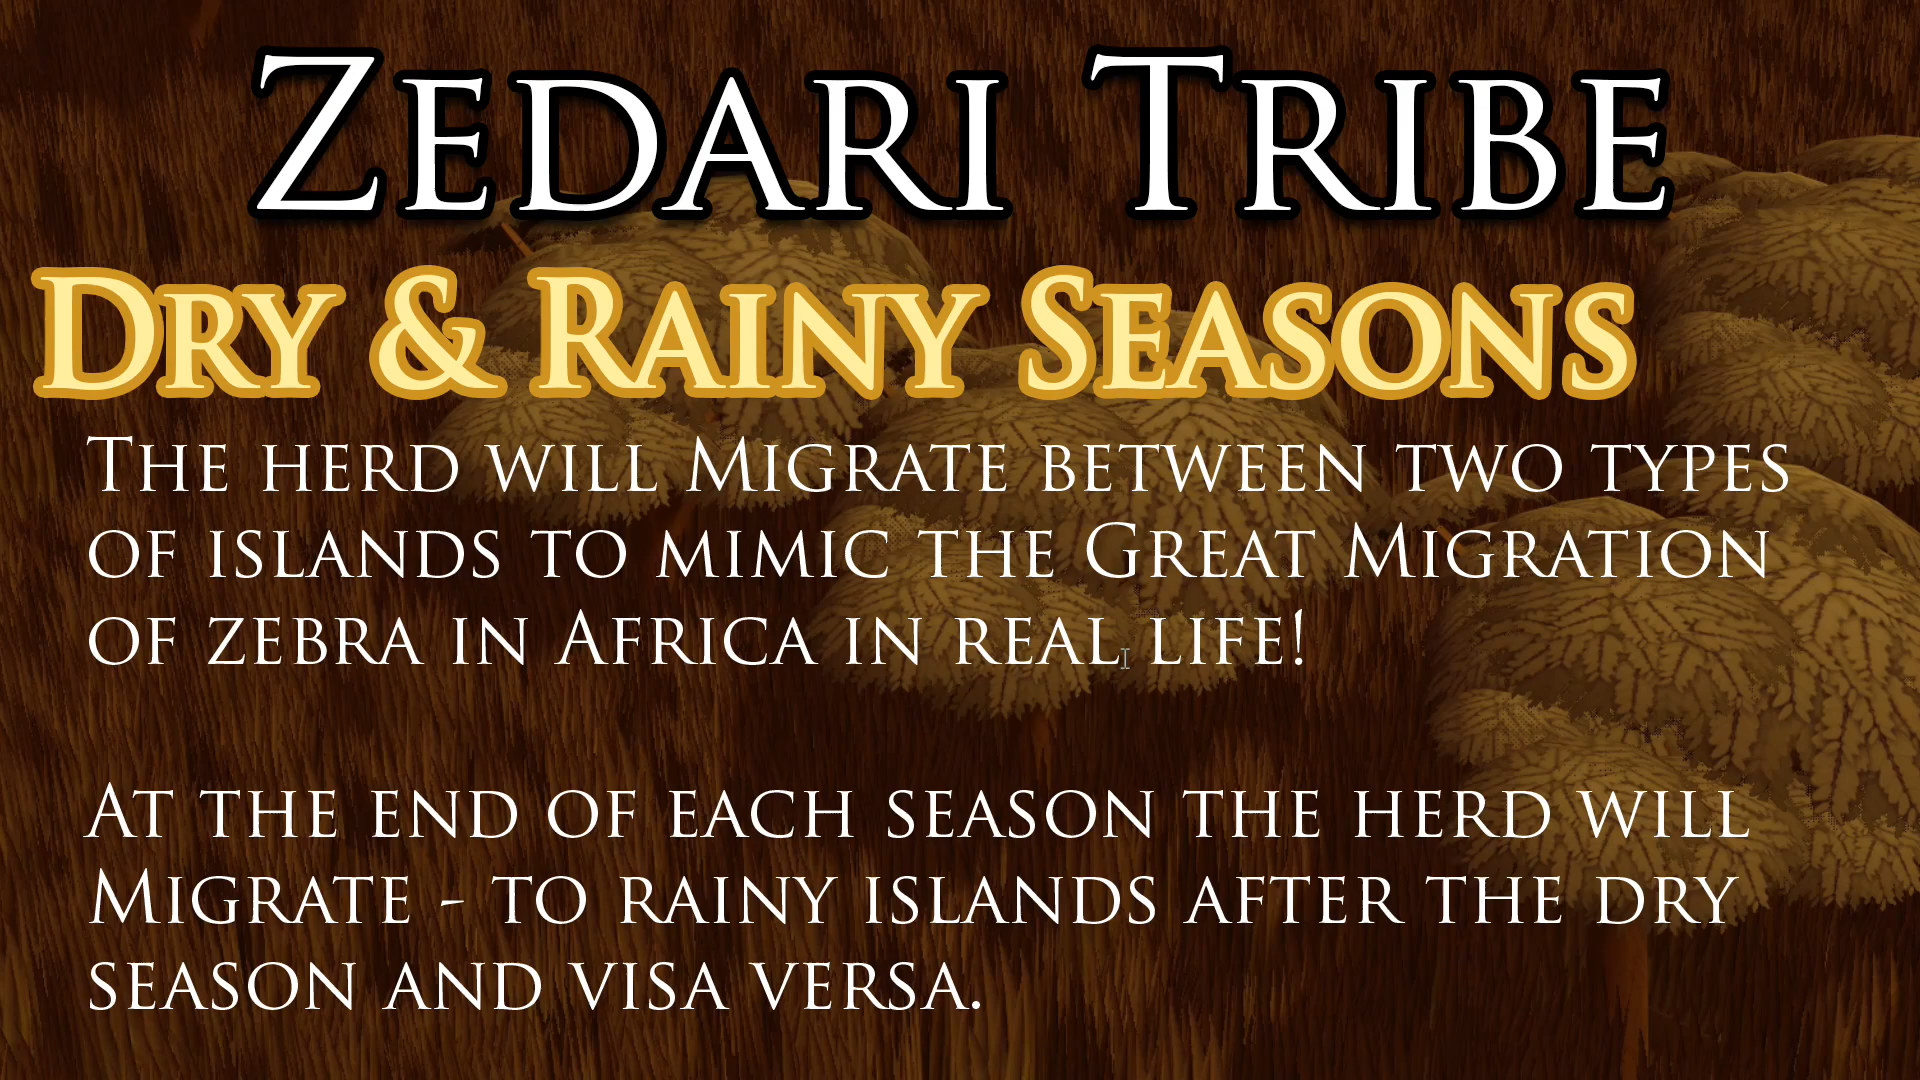 Zedari Tribe
Dry & Rainy Seasons
The herd will Migrate between two types
of islands to mimic the Great Migration
of zebra in Africa in real life!
At the end of each season the herd will
Migrate - to rainy islands after the dry
season and visa versa.